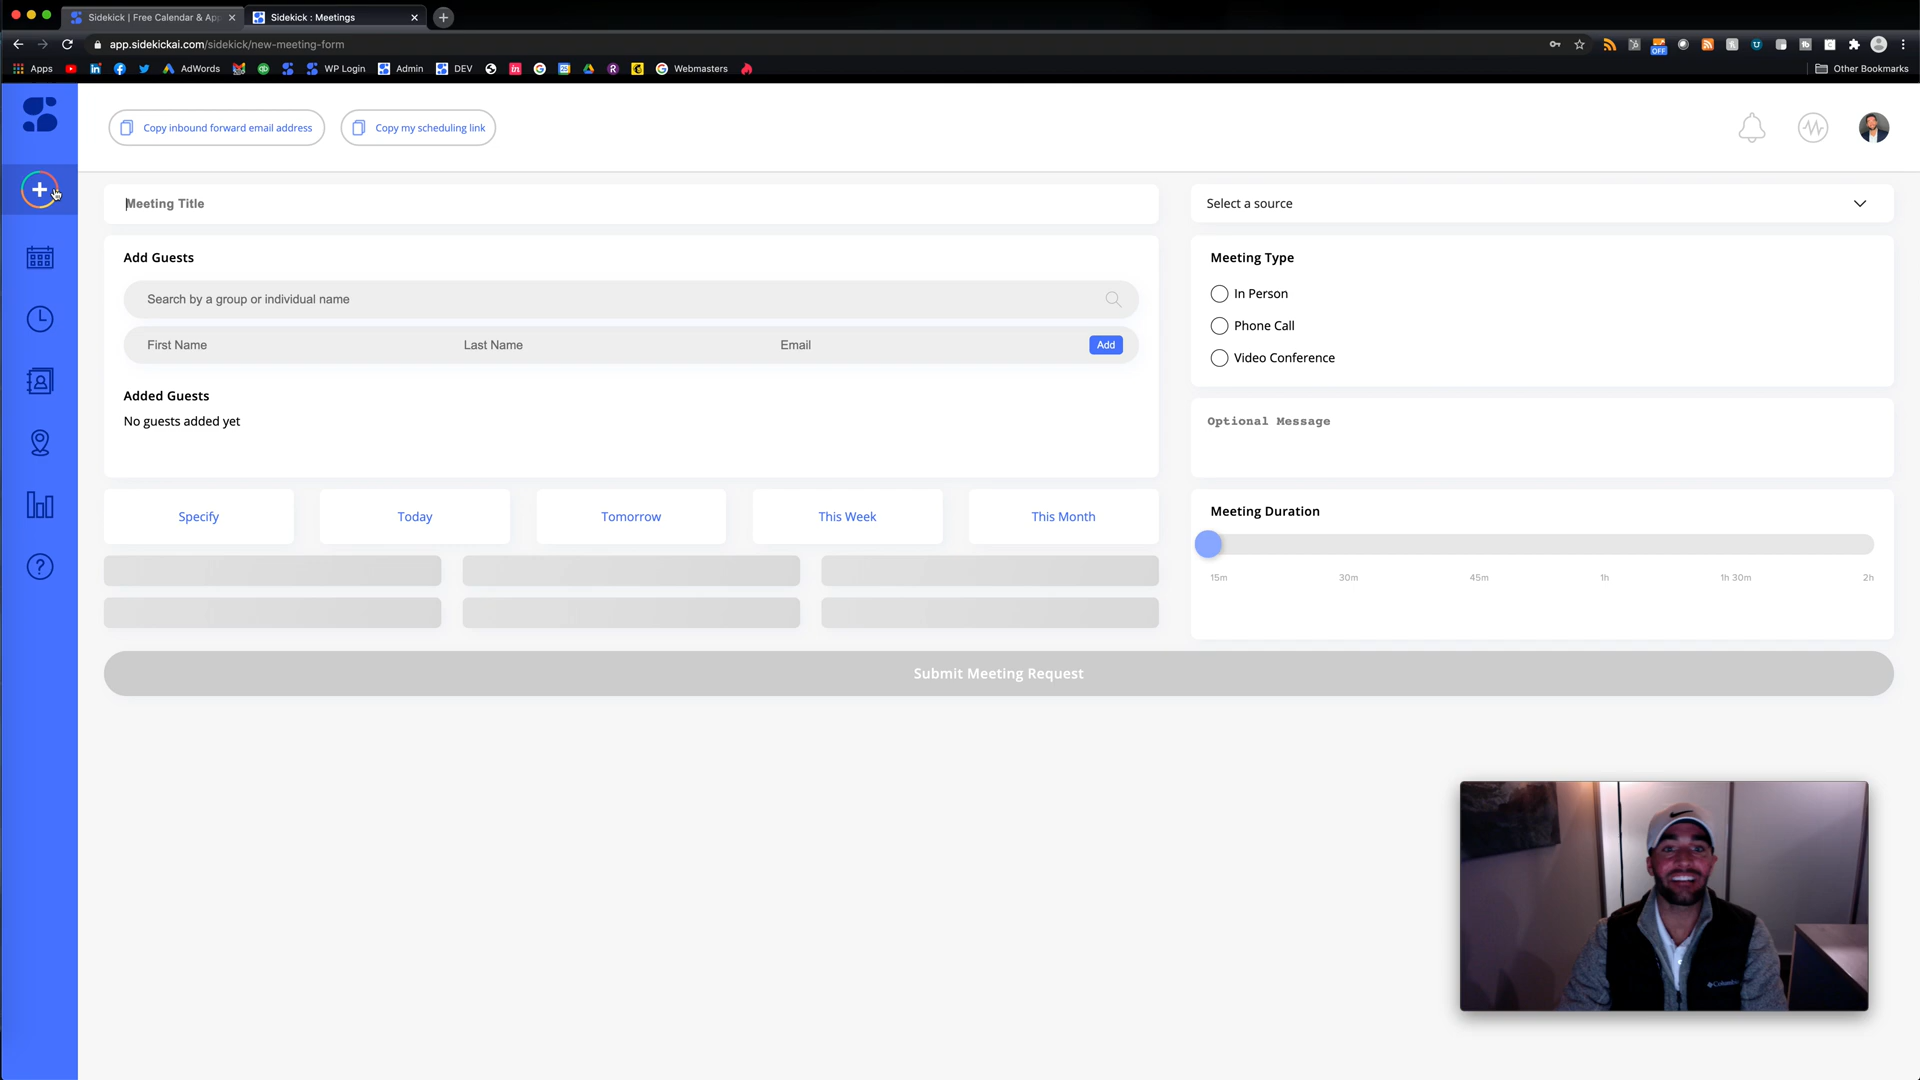 Sidekick | Free Calendar & App
Sidekick : Meetings
app.sidekickai.com/sidekick/new-meeting-form
OFF
Apps
AdWords
WP Login
Admin
DEV
Webmasters
Other Bookmarks
Copy inbound forward email address
Copy my scheduling link
Meeting Title
Select a source
Add Guests
Search by a group or individual name
First Name Last Name Email Add
Added Guests
No guests added yet
Meeting Type
In Person
Phone Call
Video Conference
Optional Message
Specify Today Tomorrow This Week This Month
Meeting Duration
15m 30m 45m 1h 1h 30m 2h
Submit Meeting Request
Columbia